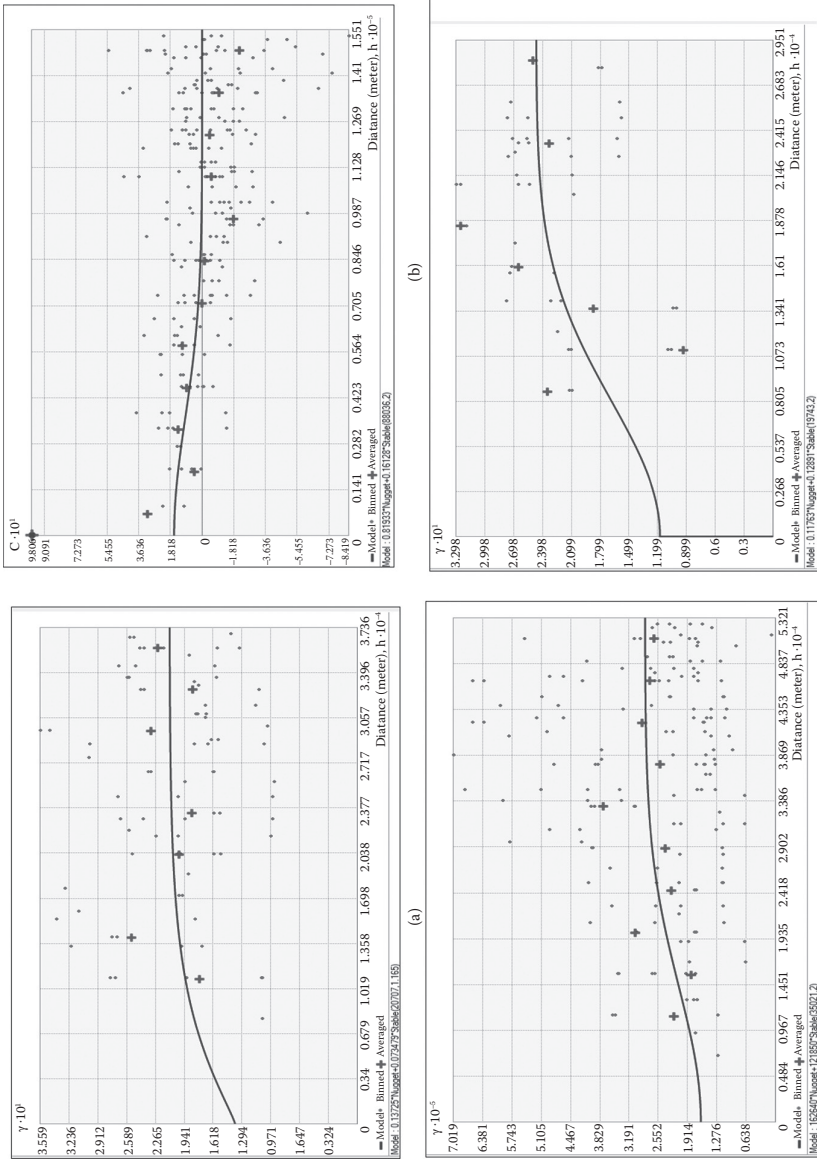 γ ·10¹
3.559
3.236
2.912
2.589
2.265
1.941
1.618
1.294
0.971
1.647
0.324
0 0.34 0.679 1.019 1.358 1.698 2.038 2.377 2.717 3.057 3.396 3.736
Diatance (meter), h ·10⁻⁴
Model Binned Averaged
Model : 0.13725*Nugget+0.073479*Stable(20707,1.165)
(a)
γ ·10⁻⁵
7.019
6.381
5.743
5.105
4.467
3.829
3.191
2.552
1.914
1.276
0.638
0 0.484 0.967 1.451 1.935 2.418 2.902 3.386 3.869 4.353 4.837 5.321
Diatance (meter), h ·10⁻⁴
Model Binned Averaged
Model : 162640*Nugget+121850*Stable(35021,2)
C ·10¹
9.806
9.091
7.273
5.455
3.636
1.818
0
–1.818
–3.636
–5.455
–7.273
–8.419
0 0.141 0.282 0.423 0.564 0.705 0.846 0.987 1.128 1.269 1.41 1.551
Diatance (meter), h ·10⁻⁵
Model Binned Averaged
Model : 0.81933*Nugget+0.16128*Stable(88036,2)
(b)
γ ·10¹
3.298
2.998
2.698
2.398
2.099
1.799
1.499
1.199
0.899
0.6
0.3
0 0.268 0.537 0.805 1.073 1.341 1.61 1.878 2.146 2.415 2.683 2.951
Diatance (meter), h ·10⁻⁴
Model Binned Averaged
Model : 0.11763*Nugget+0.12891*Stable(19743,2)